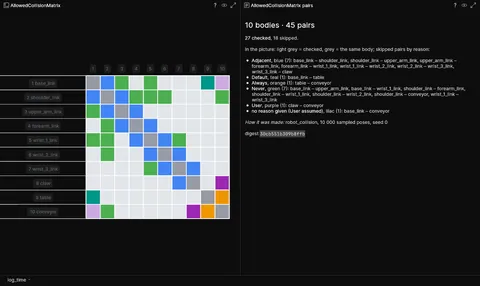 AllowedCollisionMatrix
?
AllowedCollisionMatrix pairs
?
10 bodies · 45 pairs
27 checked, 18 skipped.
in the picture: light grey = checked, grey = the same body; skipped pairs by reason:
Adjacent, blue (7): base_link – shoulder_link, shoulder_link – upper_arm_link, upper_arm_link –
forearm_link, forearm_link – wrist_1_link, wrist_1_link – wrist_2_link, wrist_2_link – wrist_3_link,
wrist_3_link – claw
Default, teal (1): base_link – table
Always, orange (1): table – conveyor
Never, green (7): base_link – upper_arm_link, base_link – wrist_1_link, shoulder_link – forearm_link,
shoulder_link – wrist_1_link, shoulder_link – wrist_2_link, shoulder_link – conveyor, wrist_1_link –
wrist_3_link
User, purple (1): claw – conveyor
no reason given (User assumed), lilac (1): base_link – conveyor
How it was made: robot_collision, 10 000 sampled poses, seed 0
digest
1 2 3 4 5 6 7 8 9 10
1 base_link
2 shoulder_link
3 upper_arm_link
4 forearm_link
5 wrist_1_link
6 wrist_2_link
7 wrist_3_link
8 claw
9 table
10 conveyor
log_time